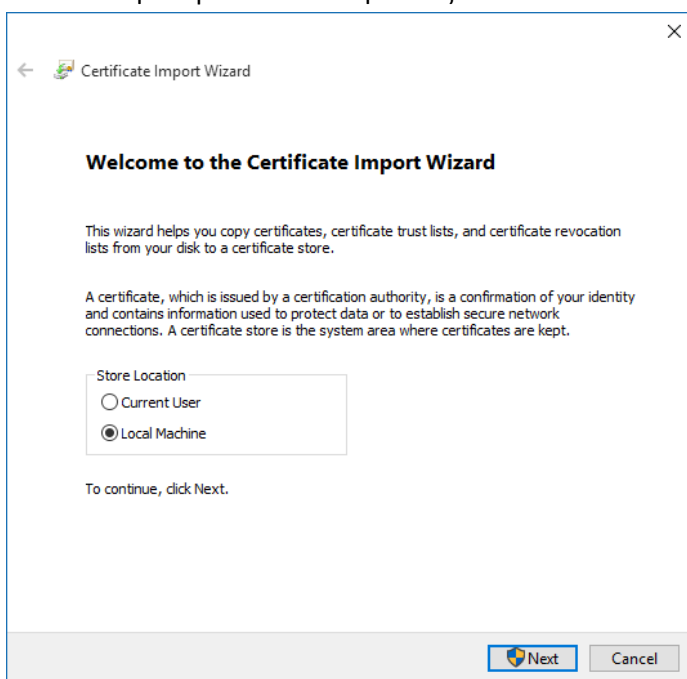 Certificate Import Wizard
Welcome to the Certificate Import Wizard
This wizard helps you copy certificates, certificate trust lists, and certificate revocation
lists from your disk to a certificate store.
A certificate, which is issued by a certification authority, is a confirmation of your identity
and contains information used to protect data or to establish secure network
connections. A certificate store is the system area where certificates are kept.
Store Location
Current User
Local Machine
To continue, click Next.
Next Cancel